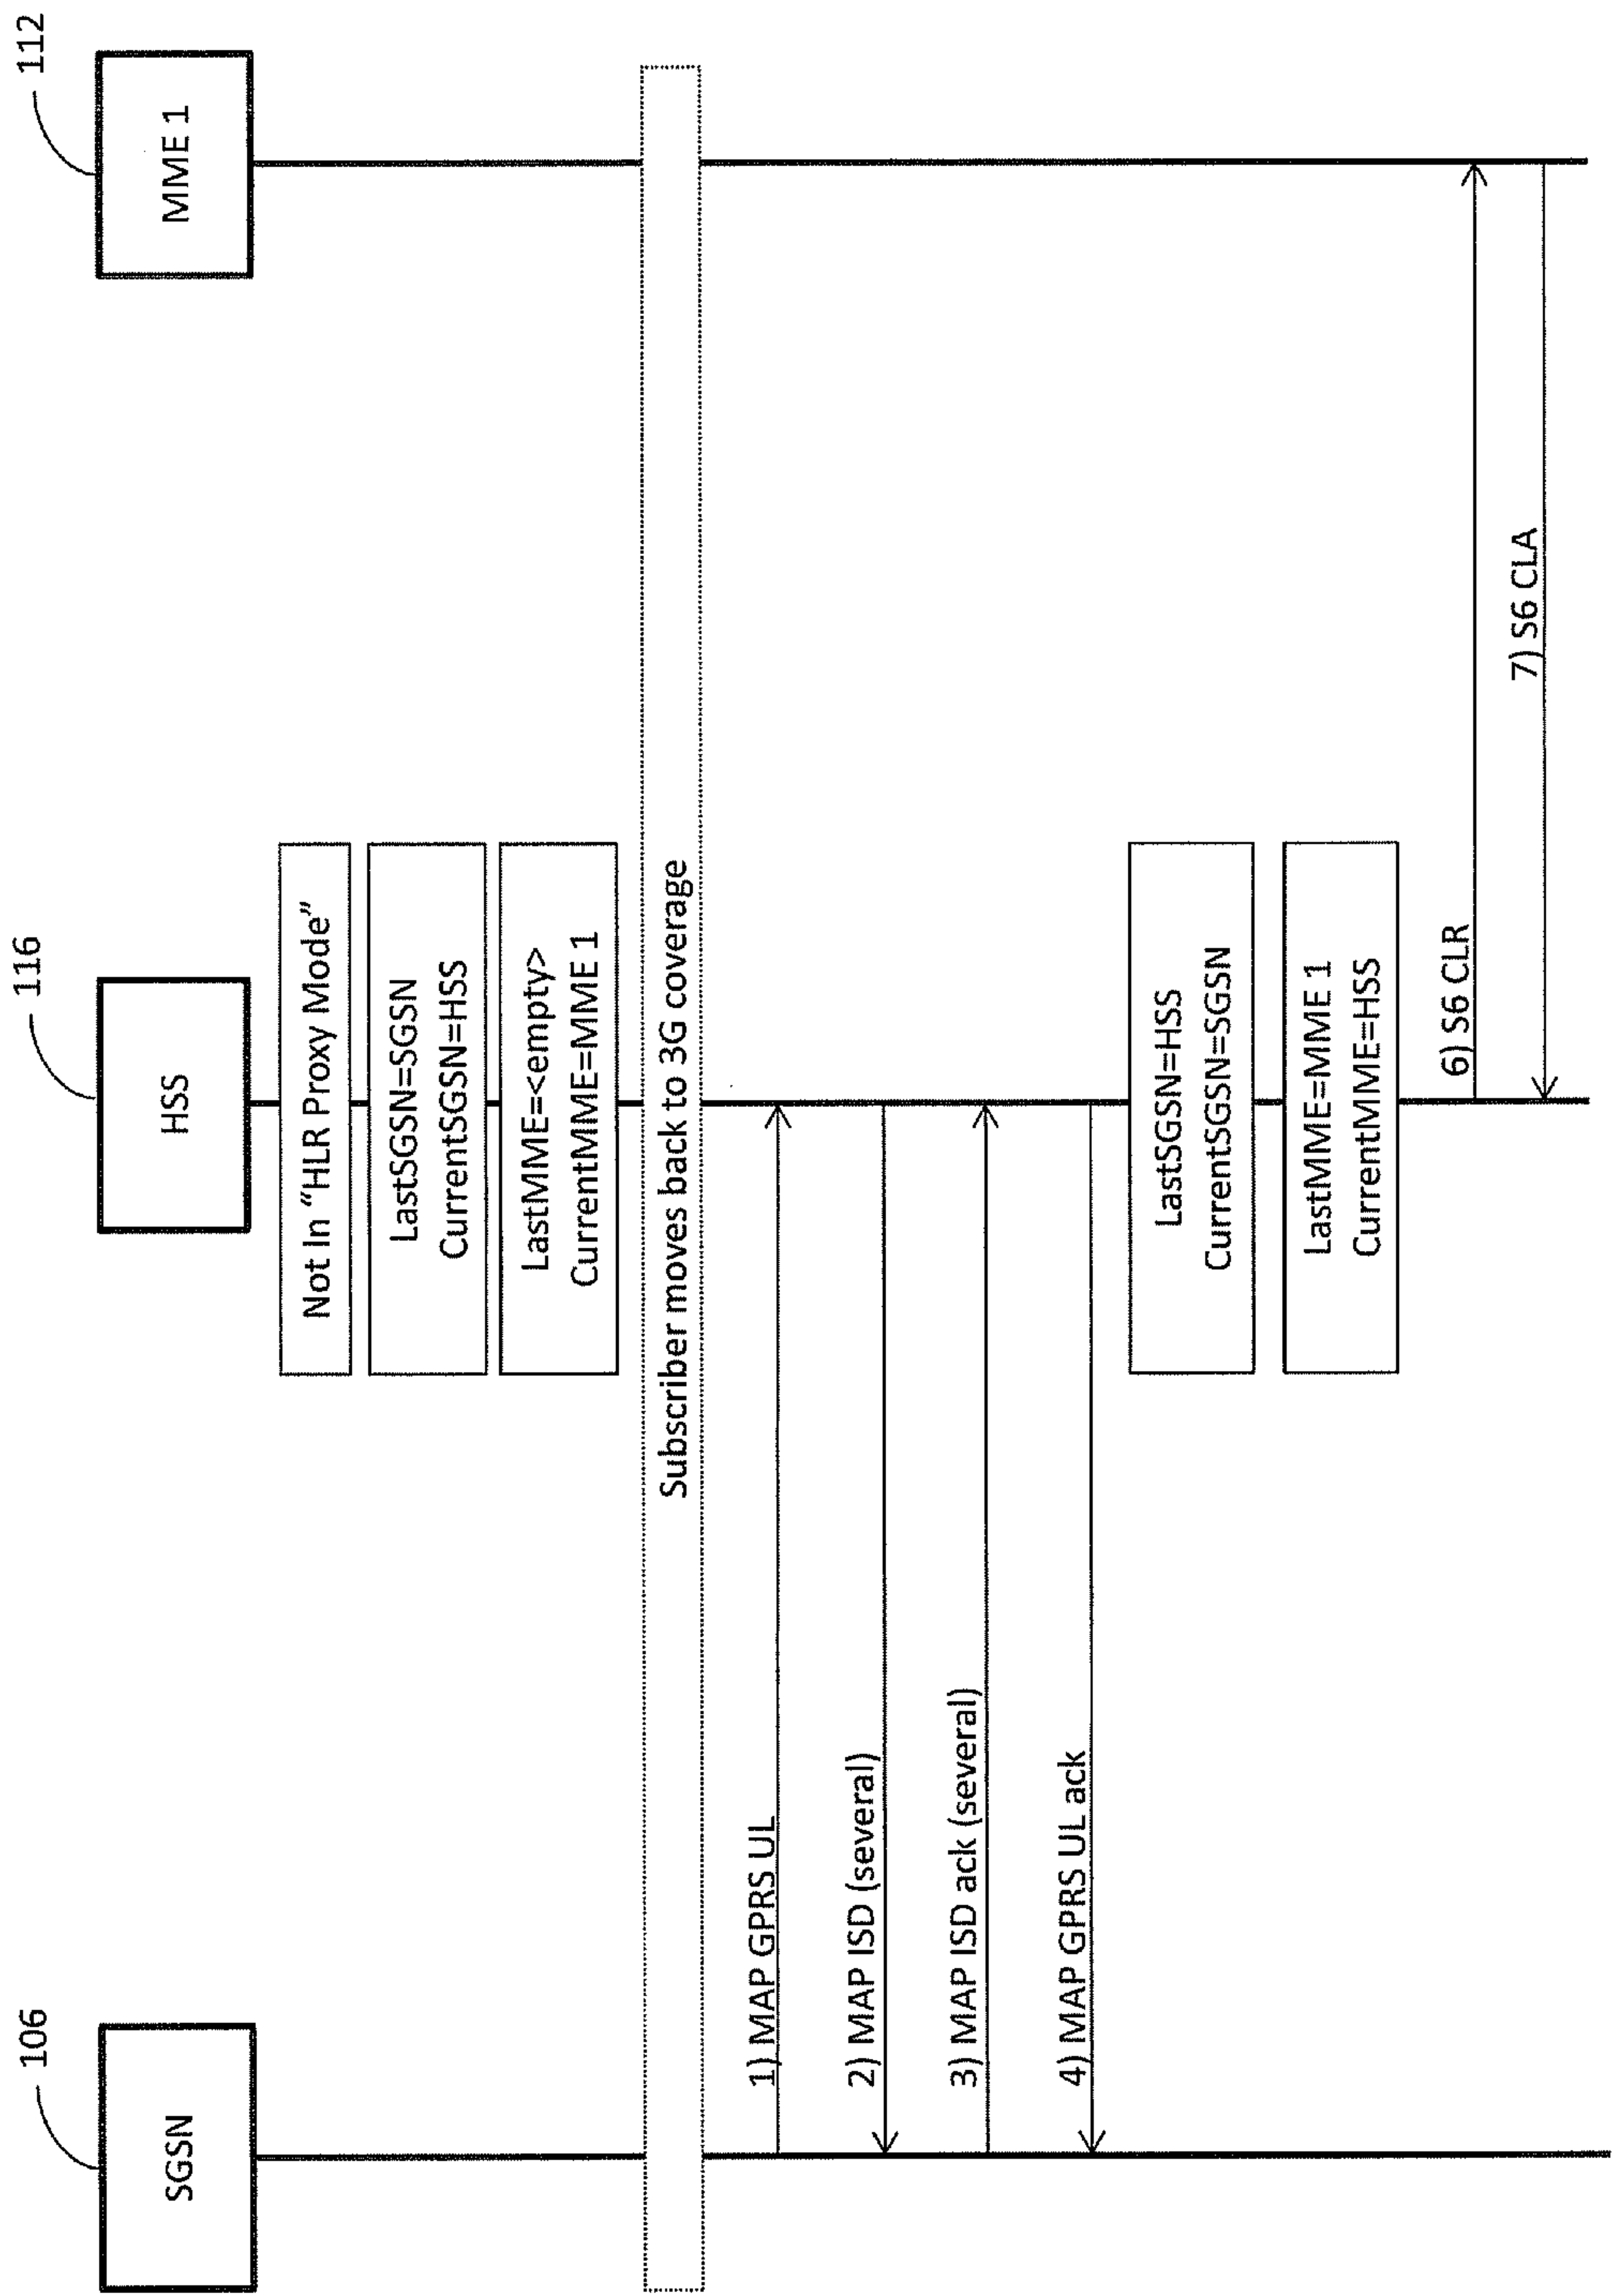 106
116
112
SGSN
HSS
MME 1
Not In “HLR Proxy Mode”
LastSGSN=SGSN
CurrentSGSN=HSS
LastMME=<empty>
CurrentMME=MME 1
Subscriber moves back to 3G coverage
1) MAP GPRS UL
2) MAP ISD (several)
3) MAP ISD ack (several)
4) MAP GPRS UL ack
LastSGSN=HSS
CurrentSGSN=SGSN
LastMME=MME 1
CurrentMME=HSS
6) S6 CLR
7) S6 CLA